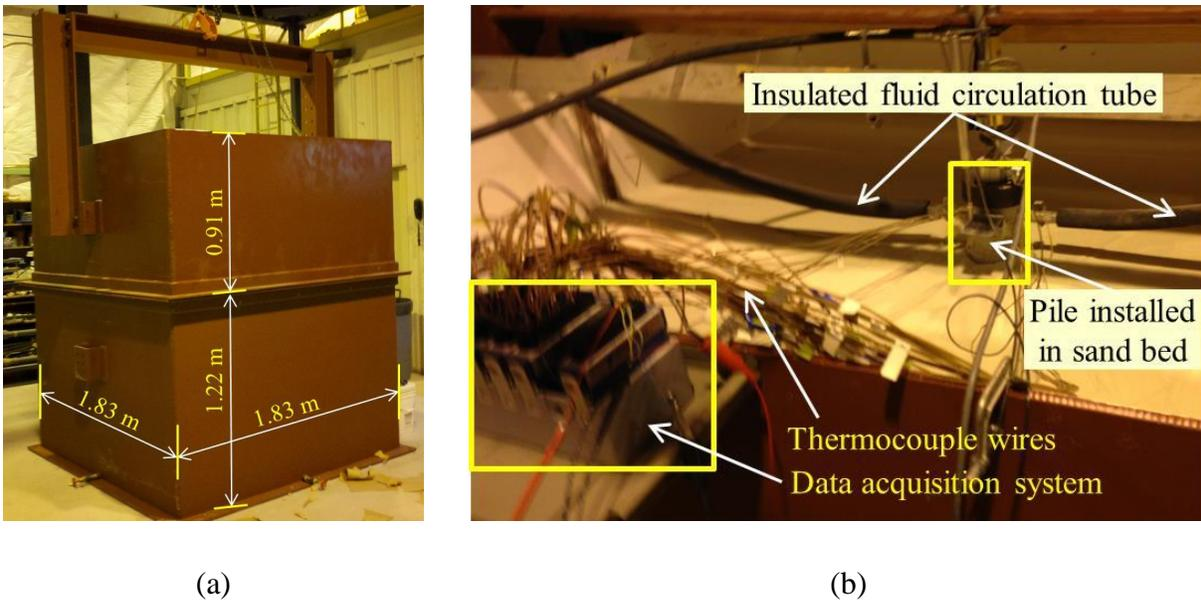 0.91 m
1.22 m
1.83 m
1.83 m
Insulated fluid circulation tube
Pile installed
in sand bed
Thermocouple wires
Data acquisition system
(a)
(b)